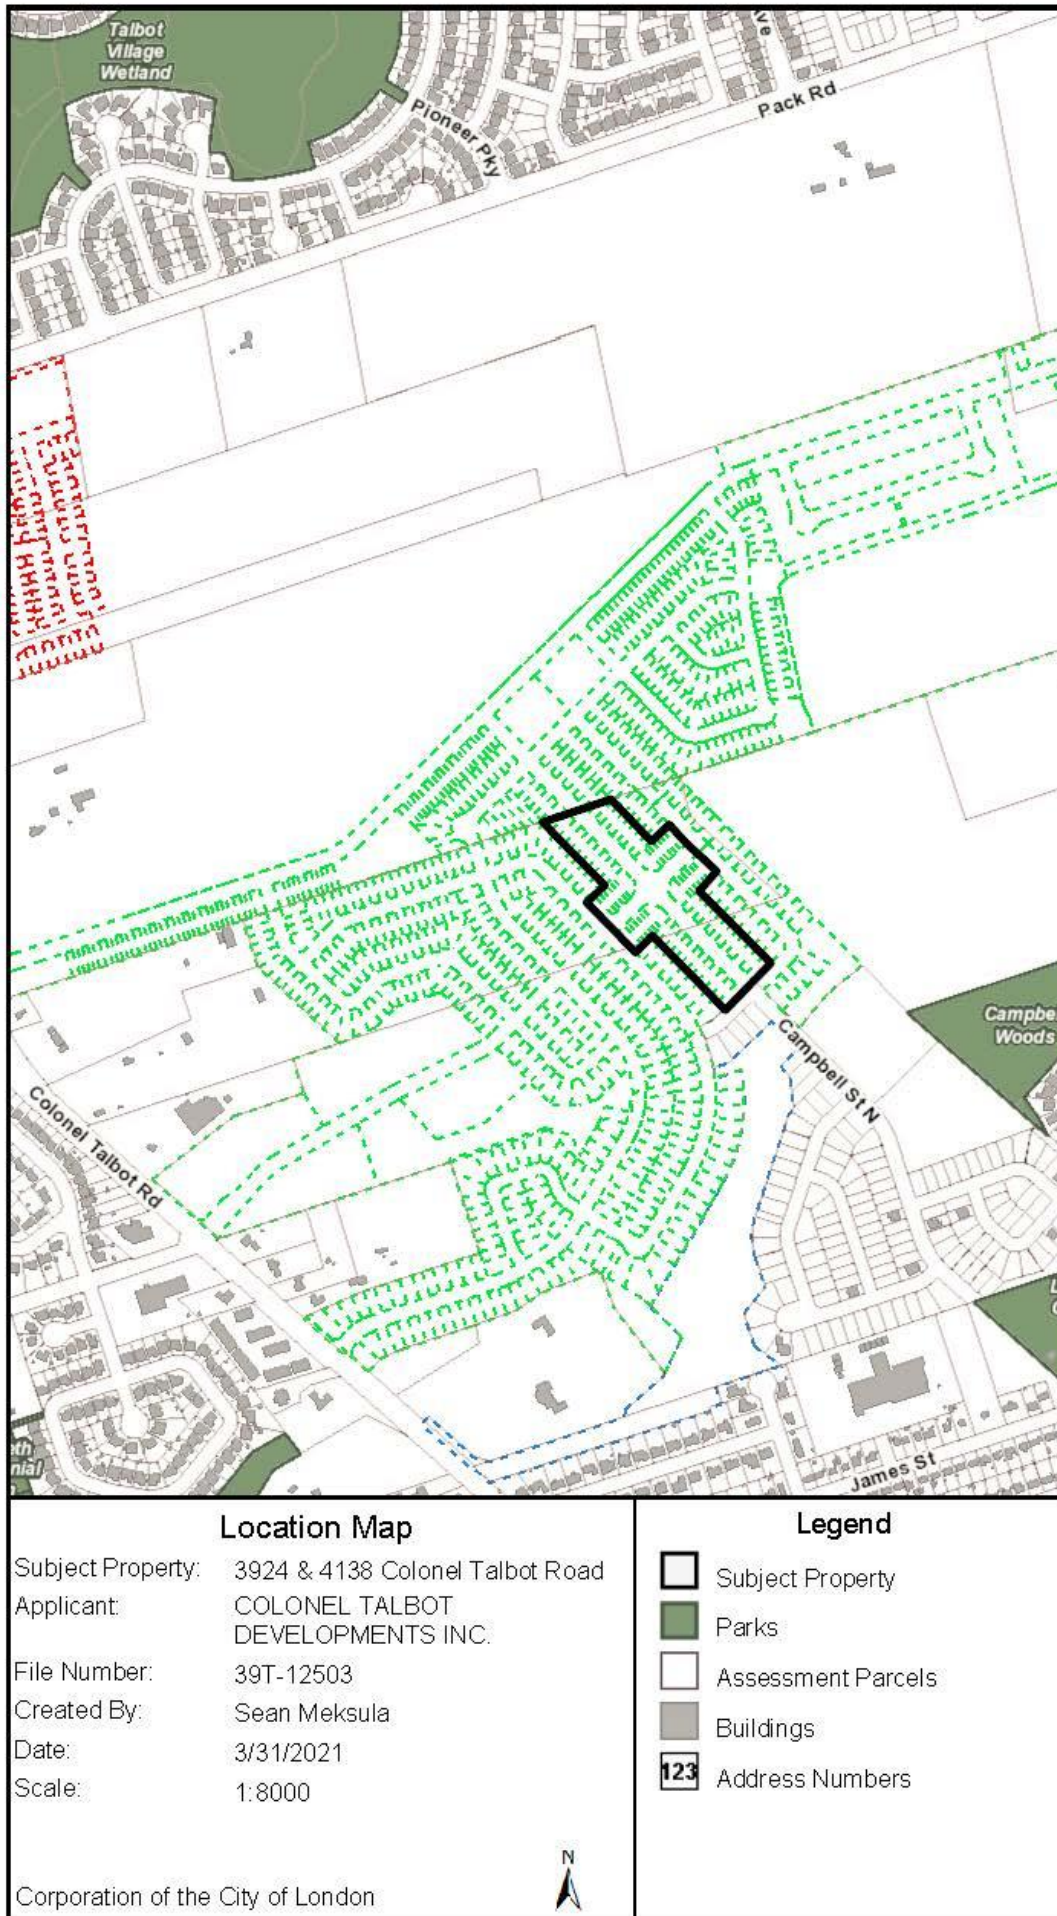 Talbot
Village
Wetland
Pioneer Pky
Pack Rd
Campbell St N
Woods
Colonel Talbot Rd
James St
Location Map
Subject Property: 3924 & 4138 Colonel Talbot Road
Applicant: COLONEL TALBOT
DEVELOPMENTS INC.
File Number: 39T-12503
Created By: Sean Meksula
Date: 3/31/2021
Scale: 1:8000
N
Corporation of the City of London
Legend
Subject Property
Parks
Assessment Parcels
Buildings
123 Address Numbers